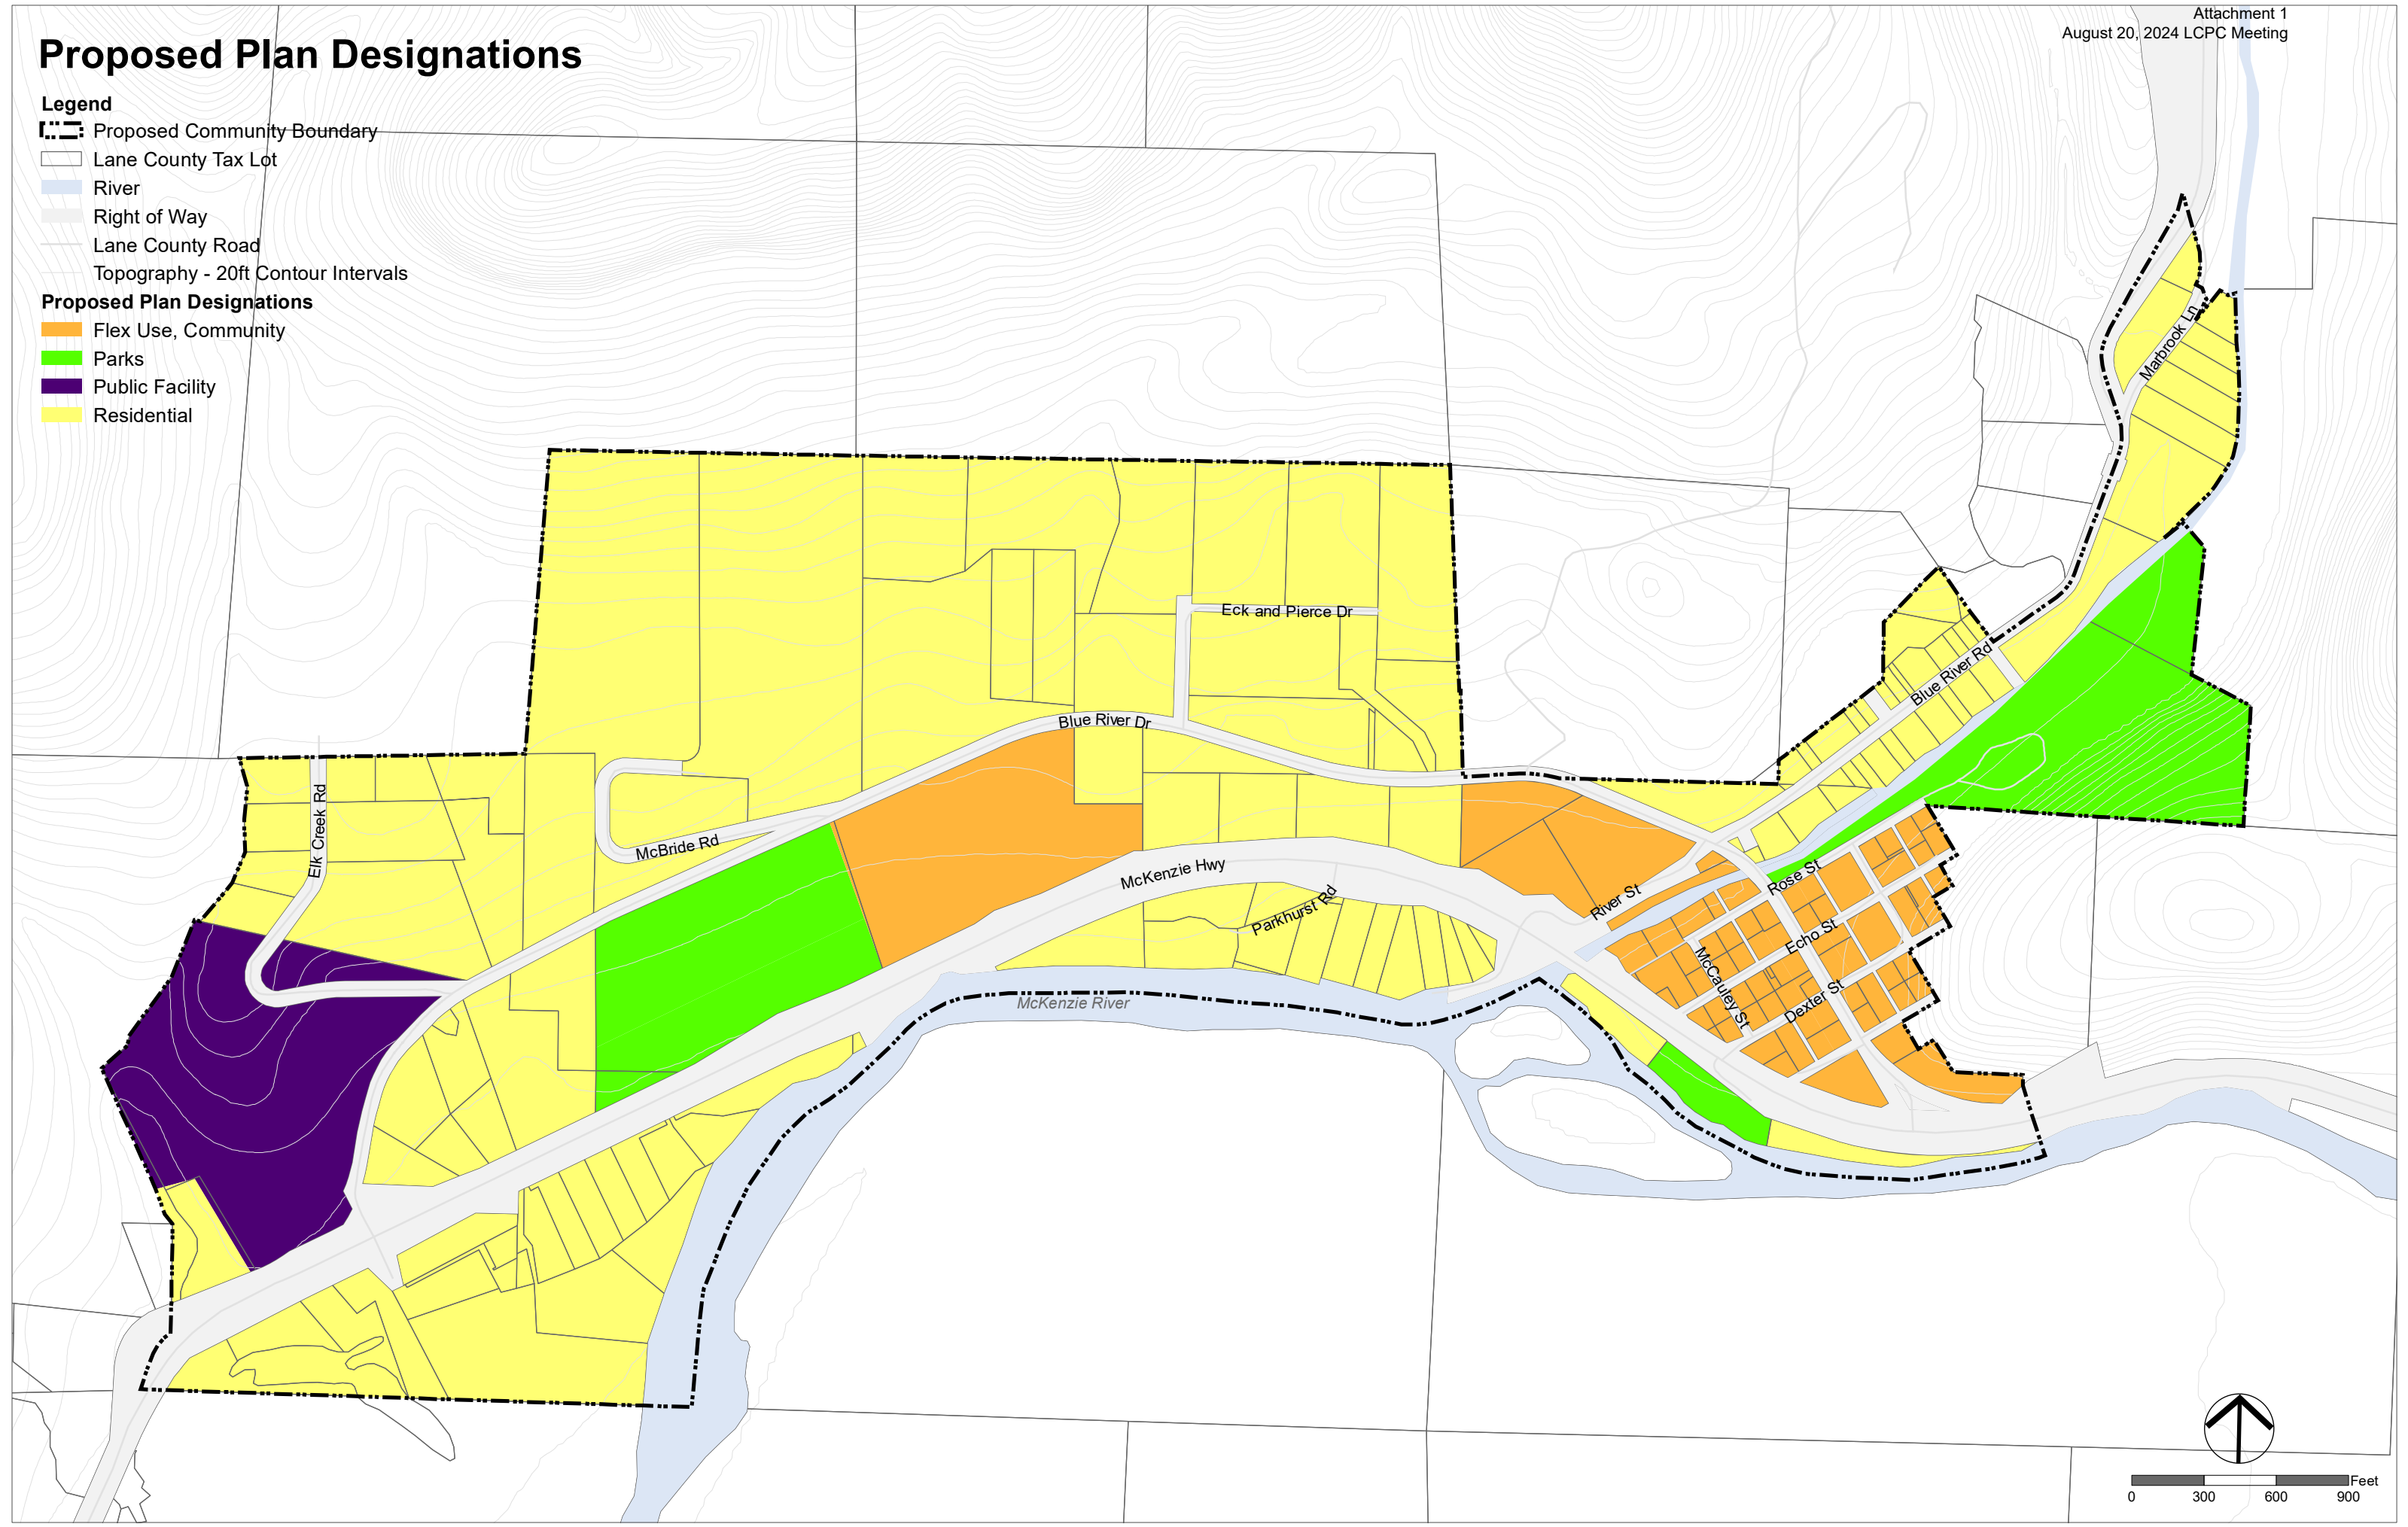 Attachment 1
August 20, 2024 LCPC Meeting
Proposed Plan Designations
Legend
Proposed Community Boundary
Lane County Tax Lot
River
Right of Way
Lane County Road
Topography - 20ft Contour Intervals
Proposed Plan Designations
Flex Use, Community
Parks
Public Facility
Residential
Marbrook Ln
Eck and Pierce Dr
Blue River Rd
Blue River Dr
Elk Creek Rd
McBride Rd
McKenzie Hwy
Parkhurst Rd
River St
Rose St
Echo St
McCauley St
Dexter St
McKenzie River
Feet
0 300 600 900